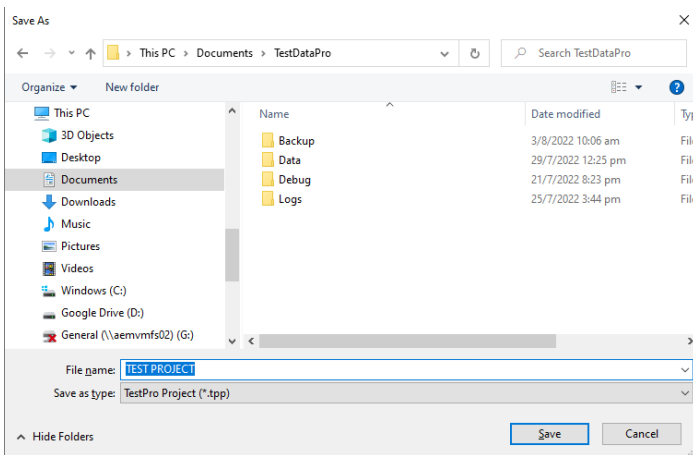 Save As
This PC > Documents > TestDataPro
Search TestDataPro
Organize
New folder
This PC
3D Objects
Desktop
Documents
Downloads
Music
Pictures
Videos
Windows (C:)
Google Drive (D:)
General (\\aemvmfs02) (G:)
Name Date modified
Backup 3/8/2022 10:06 am
Data 29/7/2022 12:25 pm
Debug 21/7/2022 8:23 pm
Logs 25/7/2022 3:44 pm
File name: TEST PROJECT
Save as type: TestPro Project (*.tpp)
Hide Folders
Save
Cancel